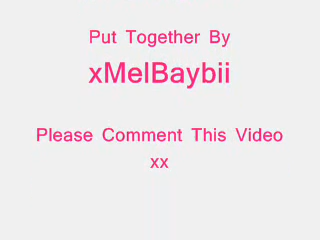 Put Together By
xMelBaybii
Please Comment This Video
xx